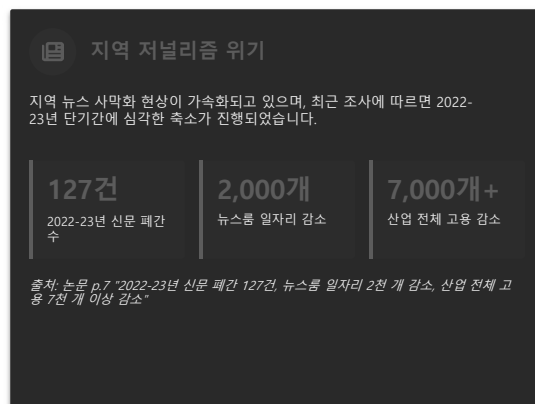 지역 저널리즘 위기
지역 뉴스 사막화 현상이 가속화되고 있으며, 최근 조사에 따르면 2022-
23년 단기간에 심각한 축소가 진행되었습니다.
127건
2022-23년 신문 폐간
수
2,000개
뉴스룸 일자리 감소
7,000개+
산업 전체 고용 감소
출처: 논문 p.7 "2022-23년 신문 폐간 127건, 뉴스룸 일자리 2천 개 감소, 산업 전체 고
용 7천 개 이상 감소"